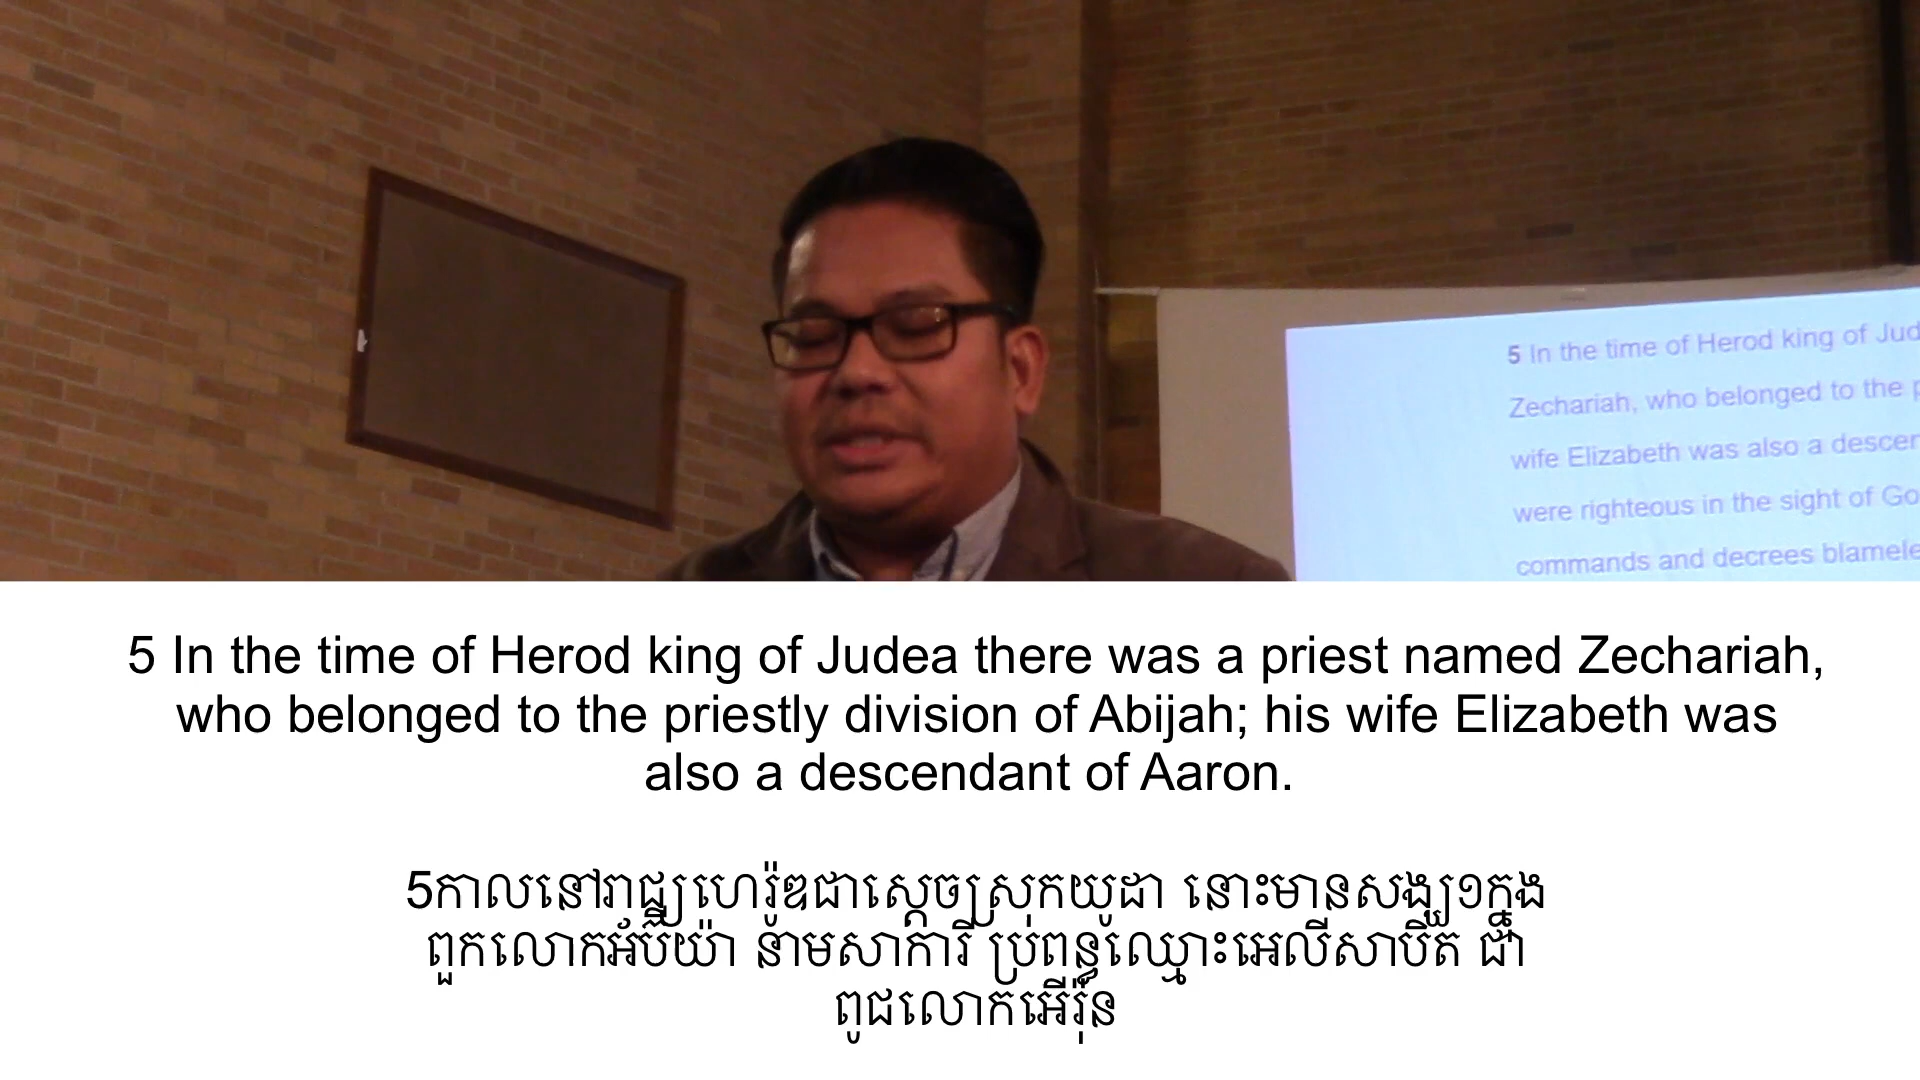 5 In the time of Herod king of Jud
Zechariah, who belonged to the p
wife Elizabeth was also a descen
were righteous in the sight of Go
commands and decrees blamele
5 In the time of Herod king of Judea there was a priest named Zechariah,
who belonged to the priestly division of Abijah; his wife Elizabeth was
also a descendant of Aaron.
5កាលនៅរាជ្យហេរ៉ូឌជាស្តេចស្រុកយូដា នោះមានសង្ឃ១ក្នុង
ពួកលោកអ័ប៊ីយ៉ា នាមសាការី ប្រពន្ធឈ្មោះអេលីសាបិត ជា
ពូជលោកអើរ៉ុន